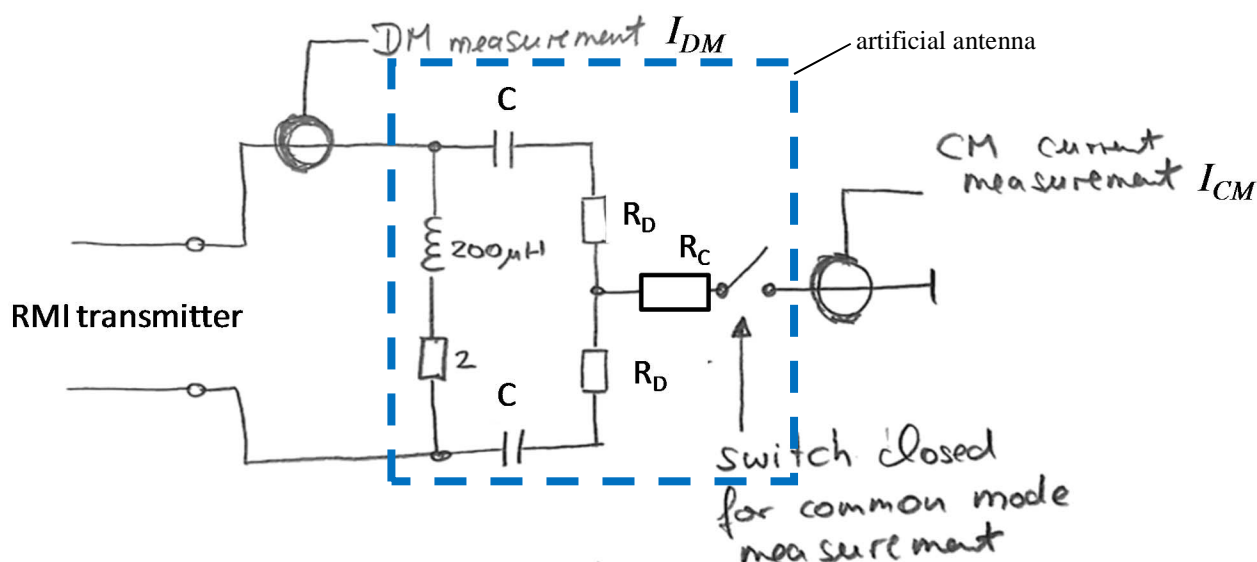 DM measurement I_DM
artificial antenna
C
CM current
measurement I_CM
R_D
R_C
200µH
RMI transmitter
2
R_D
C
switch closed
for common mode
measurement